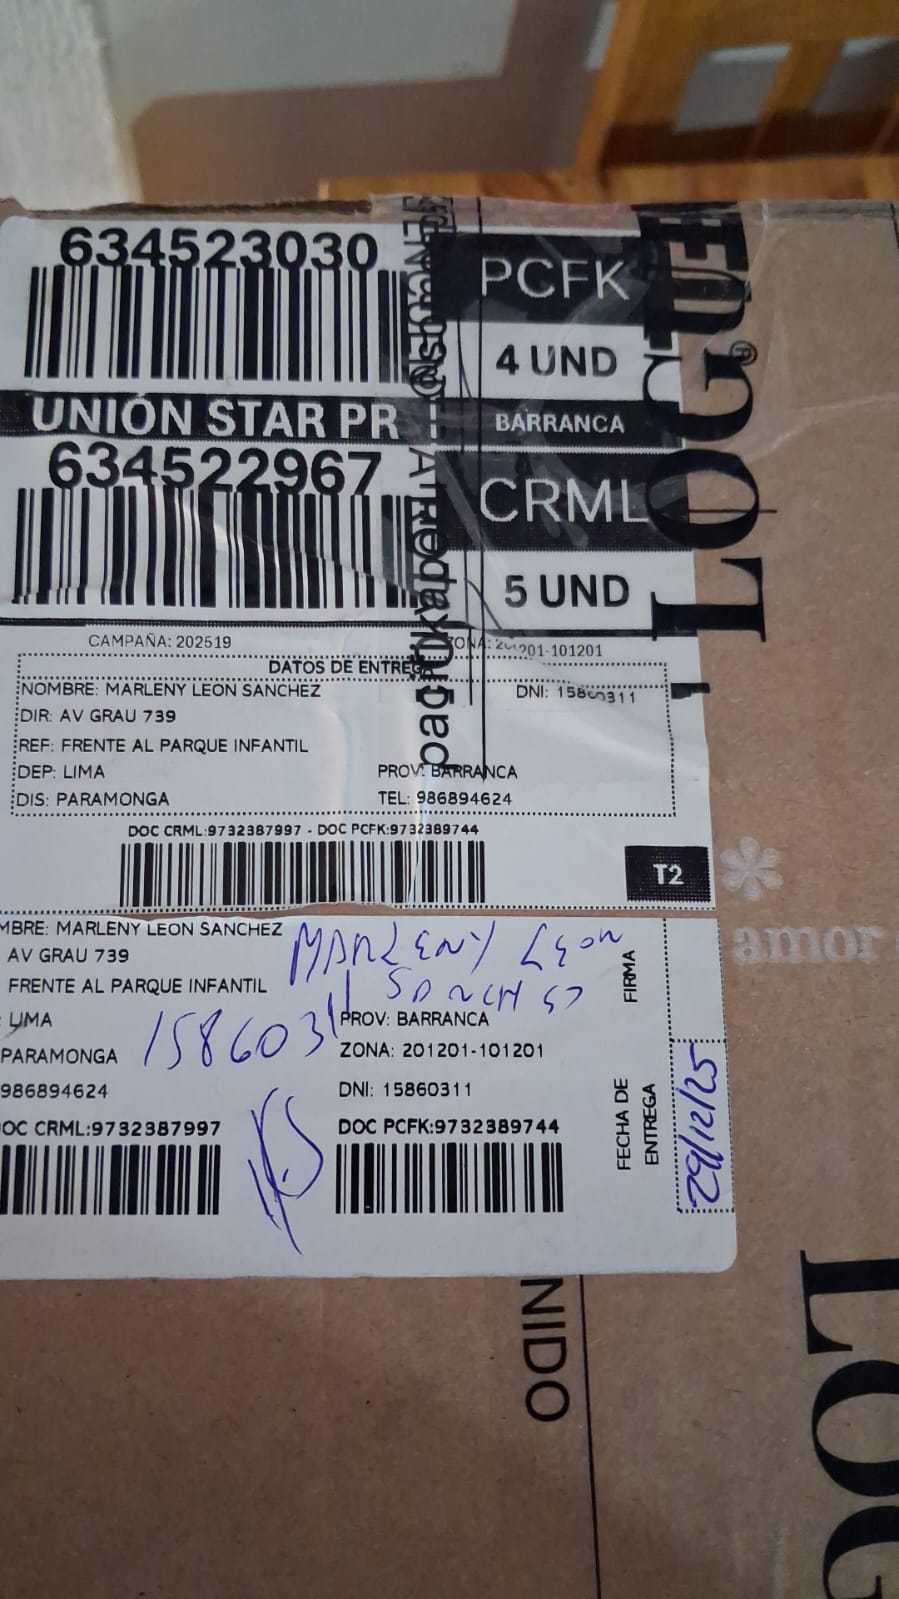 634523030
PCFK
4 UND
UNIÓN STAR PR
BARRANCA
634522967
CRML
5 UND
CAMPAÑA: 202519
ZONA: 201201-101201
DATOS DE ENTREGA
NOMBRE: MARLENY LEON SANCHEZ
DNI: 15860311
DIR: AV GRAU 739
REF: FRENTE AL PARQUE INFANTIL
DEP: LIMA
PROV: BARRANCA
DIS: PARAMONGA
TEL: 986894624
DOC CRML:9732387997 - DOC PCFK:9732389744
T2
amor
MBRE: MARLENY LEON SANCHEZ
MARLENY LEON
AV GRAU 739
FRENTE AL PARQUE INFANTIL
FIRMA
: LIMA
15860311
PROV: BARRANCA
PARAMONGA
ZONA: 201201-101201
986894624
DNI: 15860311
OC CRML:9732387997
DOC PCFK:9732389744
FECHA DE
ENTREGA
29/12/25
NIDO
LOG